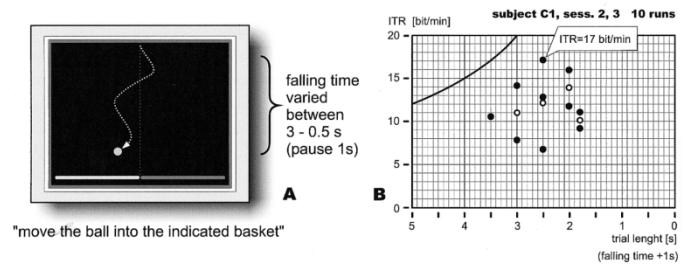 falling time
varied
between
3 - 0.5 s
(pause 1s)
A
"move the ball into the indicated basket"
subject C1, sess. 2, 3 10 runs
ITR [bit/min]
ITR=17 bit/min
20
15
10
5
0
B
5 4 3 2 1 0
trial lenght [s]
(falling time +1s)